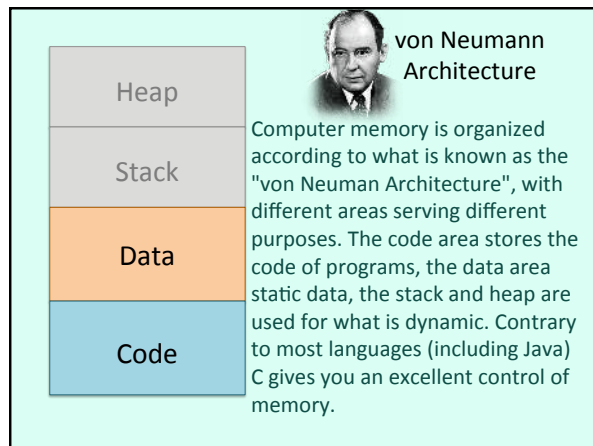 von Neumann
Architecture
Heap
Stack
Data
Code
Computer memory is organized
according to what is known as the
"von Neuman Architecture", with
different areas serving different
purposes. The code area stores the
code of programs, the data area
static data, the stack and heap are
used for what is dynamic. Contrary
to most languages (including Java)
C gives you an excellent control of
memory.